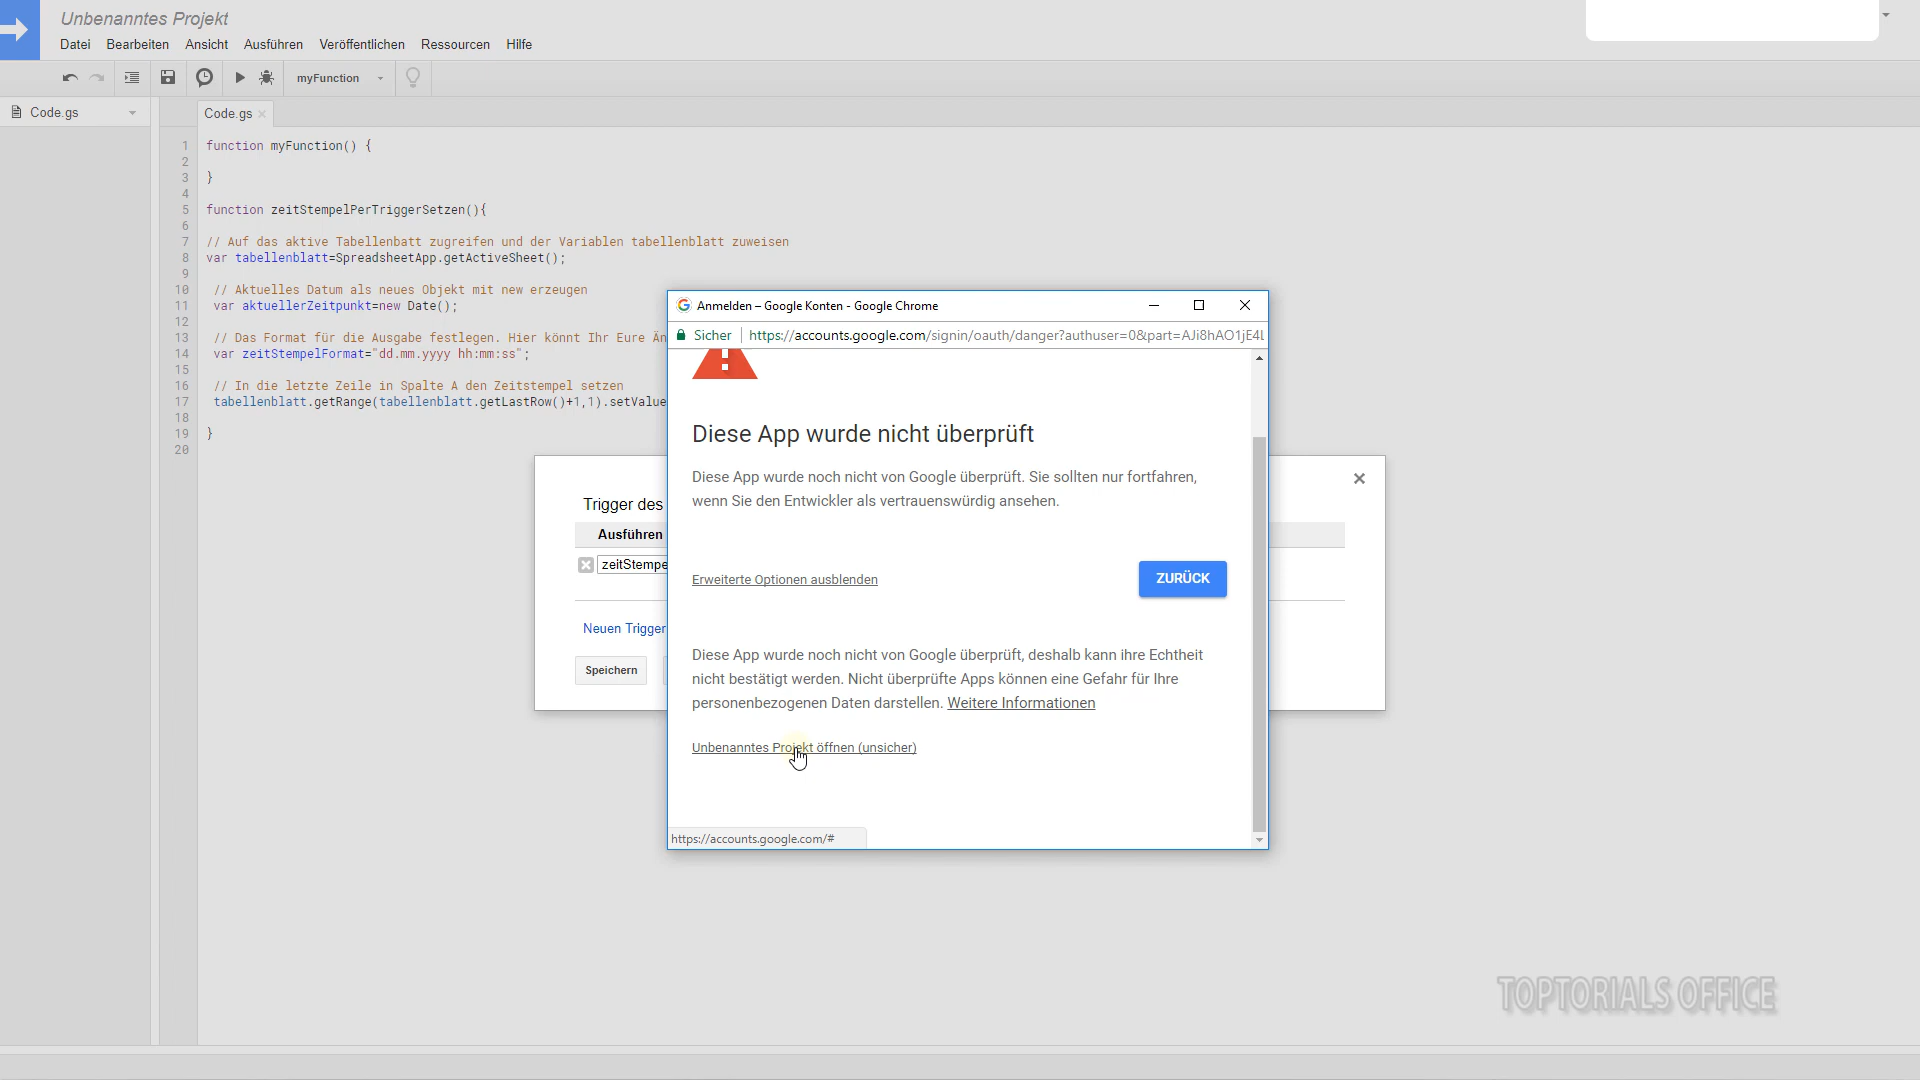 Unbenanntes Projekt
Datei Bearbeiten Ansicht Ausführen Veröffentlichen Ressourcen Hilfe
myFunction
Code.gs
Code.gs
1 function myFunction() {
2
3 }
4
5 function zeitStempelPerTriggerSetzen(){
6
7 // Auf das aktive Tabellenbatt zugreifen und der Variablen tabellenblatt zuweisen
8 var tabellenblatt=SpreadsheetApp.getActiveSheet();
9
10 // Aktuelles Datum als neues Objekt mit new erzeugen
11 var aktuellerZeitpunkt=new Date();
12
13 // Das Format für die Ausgabe festlegen. Hier könnt Ihr Eure Än
14 var zeitStempelFormat="dd.mm.yyyy hh:mm:ss";
15
16 // In die letzte Zeile in Spalte A den Zeitstempel setzen
17 tabellenblatt.getRange(tabellenblatt.getLastRow()+1,1).setValue
18
19 }
20
Trigger des
Ausführen
zeitStempe
Neuen Trigger
Speichern
Anmelden – Google Konten - Google Chrome
Sicher https://accounts.google.com/signin/oauth/danger?authuser=0&part=AJi8hAO1jE4L
Diese App wurde nicht überprüft
Diese App wurde noch nicht von Google überprüft. Sie sollten nur fortfahren,
wenn Sie den Entwickler als vertrauenswürdig ansehen.
Erweiterte Optionen ausblenden
ZURÜCK
Diese App wurde noch nicht von Google überprüft, deshalb kann ihre Echtheit
nicht bestätigt werden. Nicht überprüfte Apps können eine Gefahr für Ihre
personenbezogenen Daten darstellen. Weitere Informationen
Unbenanntes Projekt öffnen (unsicher)
https://accounts.google.com/#
TOPTORIALS OFFICE